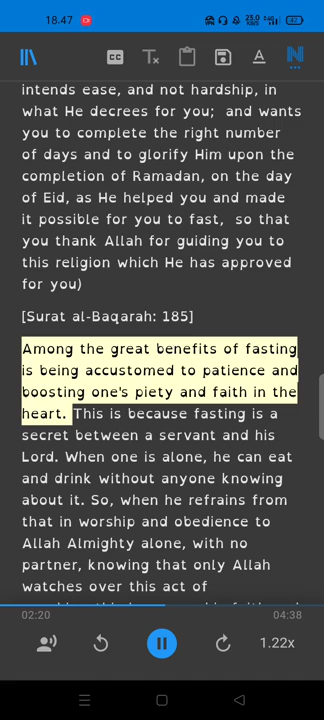 18.47
23.0 KB/S
42
CC
T
A
N
intends ease, and not hardship, in
what He decrees for you;  and wants
you to complete the right number
of days and to glorify Him upon the
completion of Ramadan, on the day
of Eid, as He helped you and made
it possible for you to fast,  so that
you thank Allah for guiding you to
this religion which He has approved
for you)
[Surat al-Baqarah: 185]
Among the great benefits of fasting
is being accustomed to patience and
boosting one's piety and faith in the
heart. This is because fasting is a
secret between a servant and his
Lord. When one is alone, he can eat
and drink without anyone knowing
about it. So, when he refrains from
that in worship and obedience to
Allah Almighty alone, with no
partner, knowing that only Allah
watches over this act of
02:20
04:38
1.22x